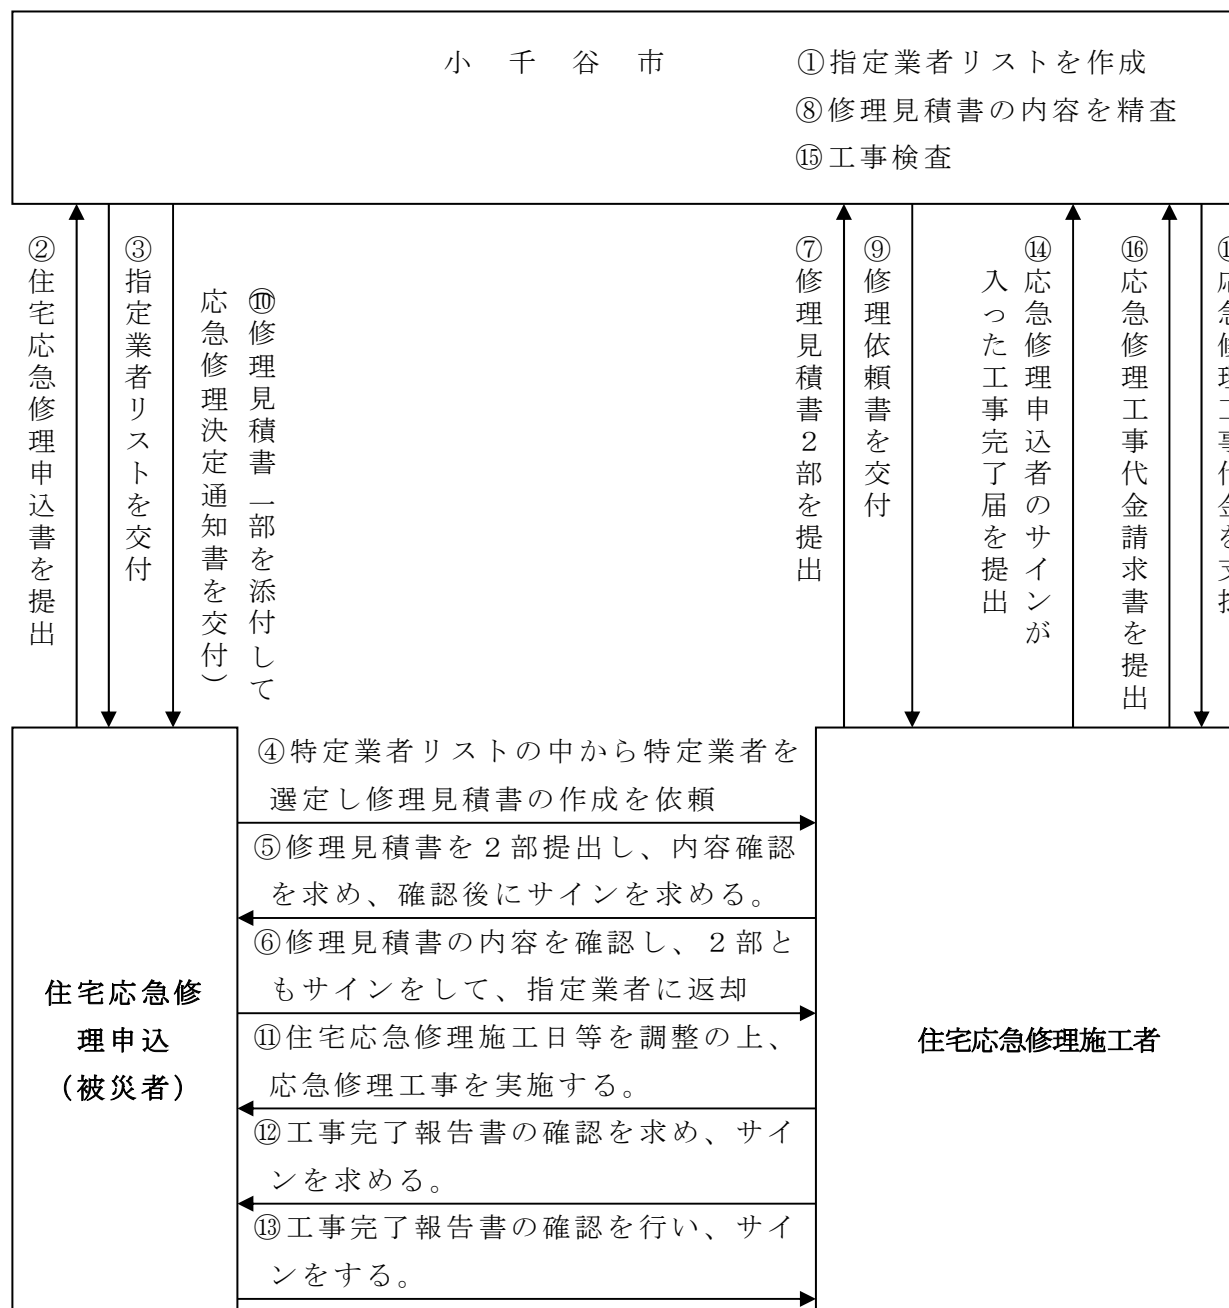 小千谷市
①指定業者リストを作成
⑧修理見積書の内容を精査
⑮工事検査
②住宅応急修理申込書を提出
③指定業者リストを交付
⑩修理見積書一部を添付して
応急修理決定通知書を交付）
⑦修理見積書２部を提出
⑨修理依頼書を交付
⑭応急修理申込者のサインが
入った工事完了届を提出
⑯応急修理工事代金請求書を提出
応急修理工事代金を支払
④特定業者リストの中から特定業者を
選定し修理見積書の作成を依頼
⑤修理見積書を２部提出し、内容確認
を求め、確認後にサインを求める。
⑥修理見積書の内容を確認し、２部と
もサインをして、指定業者に返却
⑪住宅応急修理施工日等を調整の上、
応急修理工事を実施する。
⑫工事完了報告書の確認を求め、サイ
ンを求める。
⑬工事完了報告書の確認を行い、サイ
ンをする。
住宅応急修
理申込
（被災者）
住宅応急修理施工者